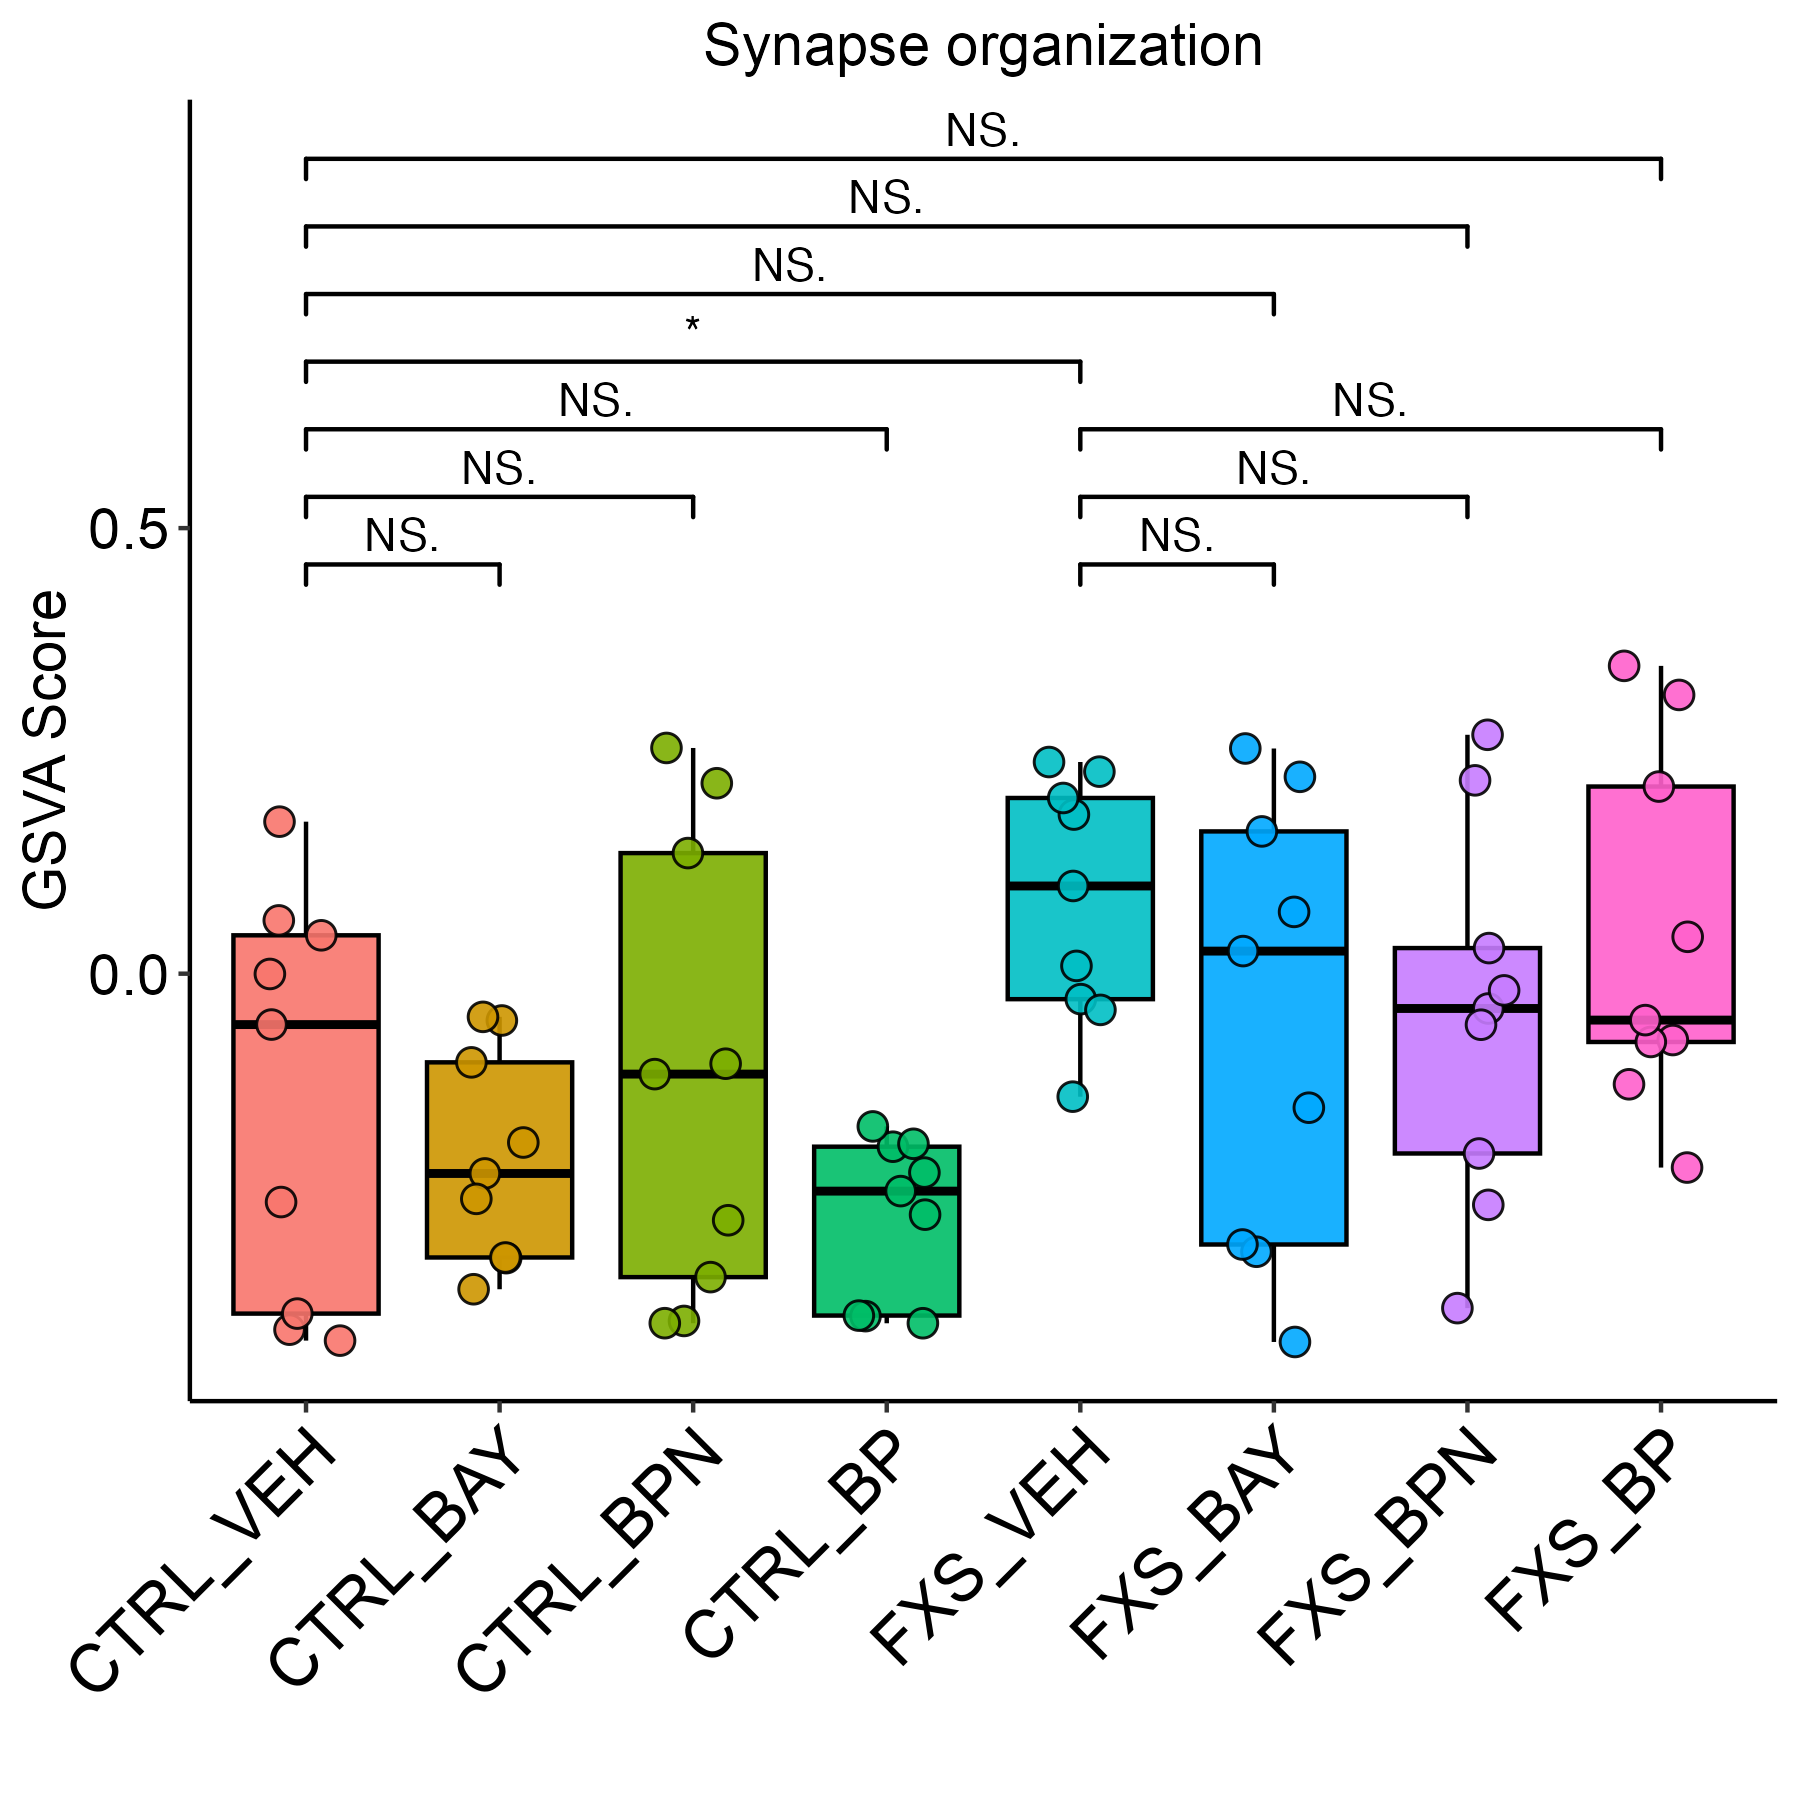 Synapse organization
NS.
NS.
NS.
*
NS.
NS.
NS.
NS.
NS.
NS.
GSVA Score
0.5
0.0
CTRL_VEH
CTRL_BAY
CTRL_BPN
CTRL_BP
FXS_VEH
FXS_BAY
FXS_BPN
FXS_BP